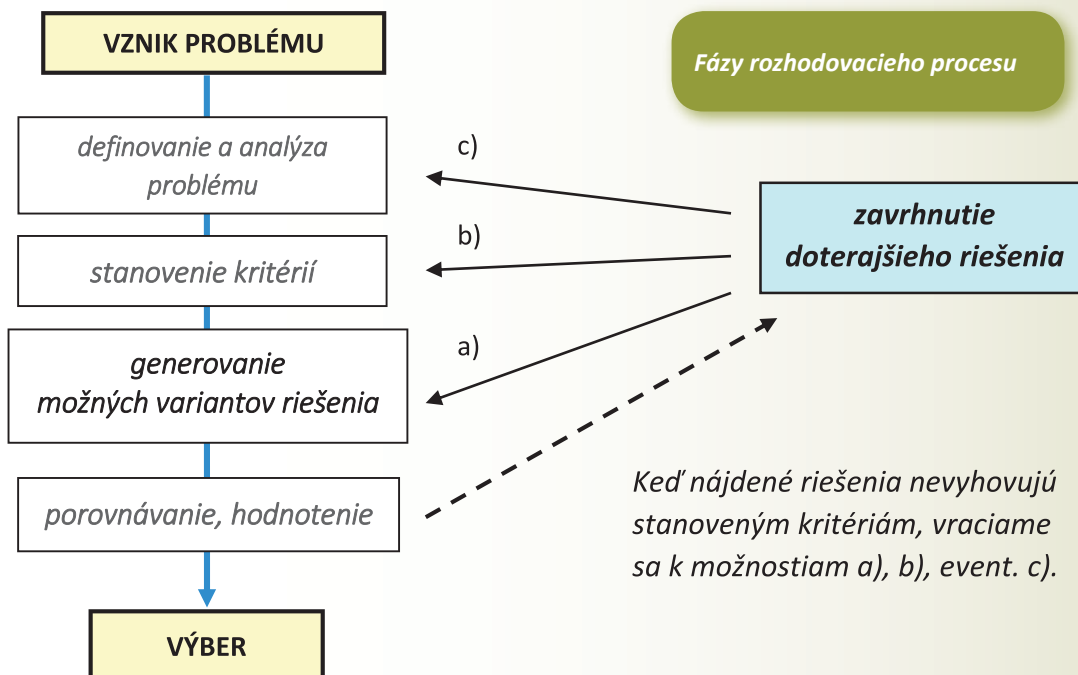 VZNIK PROBLÉMU
Fázy rozhodovacieho procesu
definovanie a analýza
problému
stanovenie kritérií
generovanie
možných variantov riešenia
porovnávanie, hodnotenie
VÝBER
c)
b)
a)
zavrhnutie
doterajšieho riešenia
Keď nájdené riešenia nevyhovujú
stanoveným kritériám, vraciame
sa k možnostiam a), b), event. c).